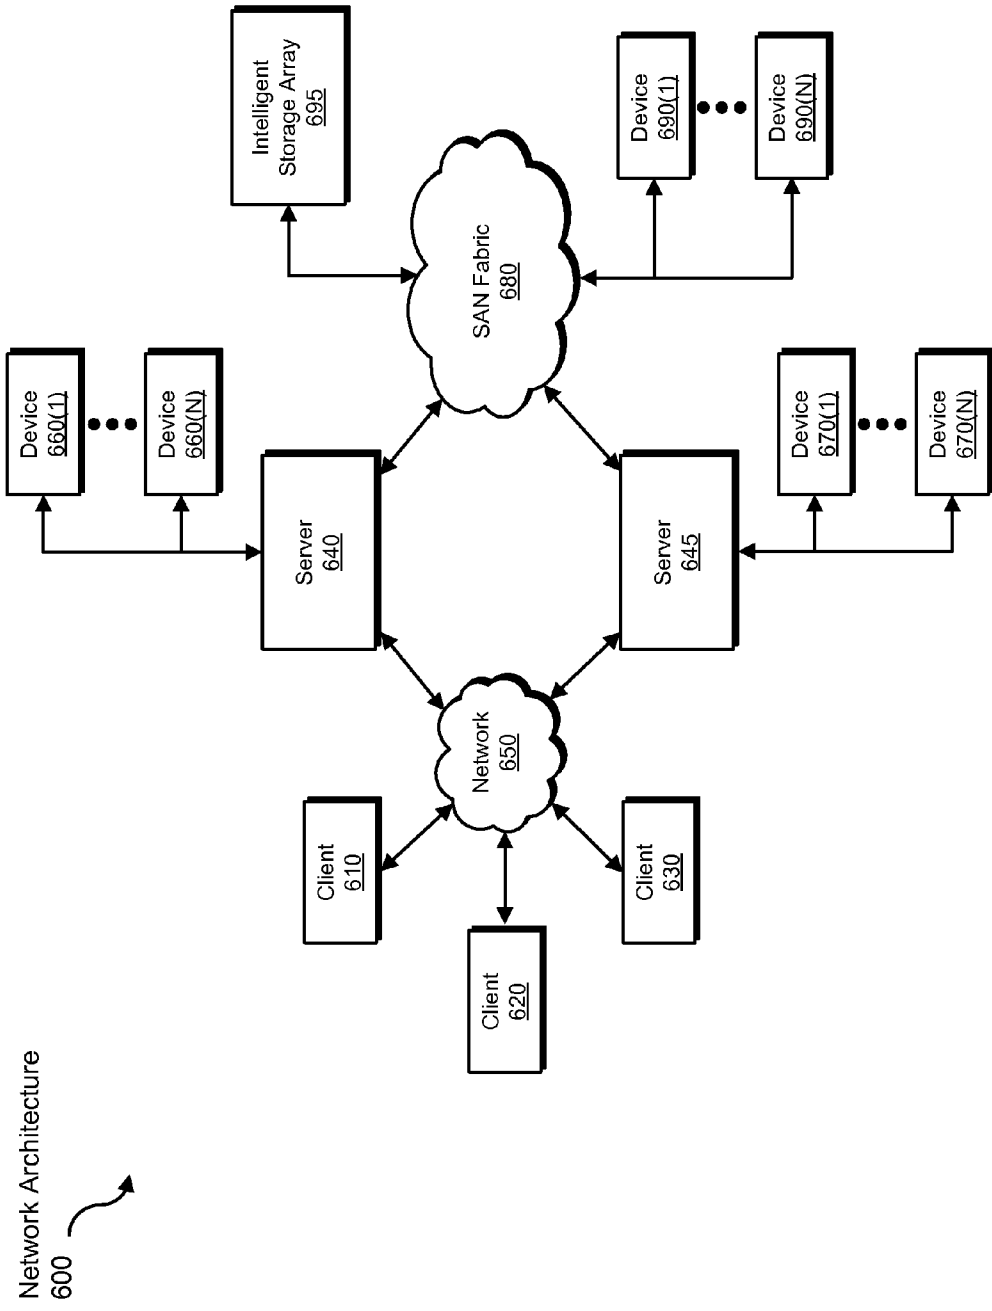 Network Architecture
600
Client
610
Client
620
Client
630
Network
650
Server
640
Server
645
Device
660(1)
Device
660(N)
Device
670(1)
Device
670(N)
SAN Fabric
680
Intelligent
Storage Array
695
Device
690(1)
Device
690(N)